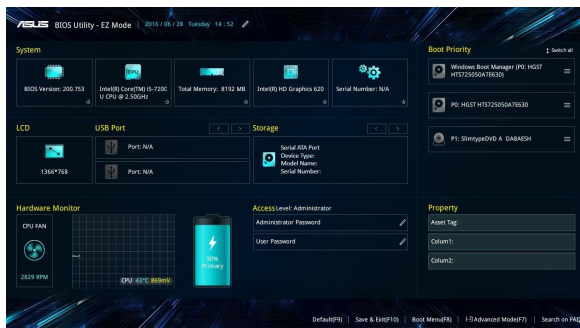 ASUS BIOS Utility - EZ Mode 2016/06/28 Tuesday 14:52
System
BIOS Version: 200.153
CPU
Intel(R) Core(TM) i5-7200
U CPU @ 2.50GHz
Total Memory: 8192 MB
Intel(R) HD Graphics 620
Serial Number: N/A
Boot Priority
Switch all
Windows Boot Manager (P0: HGST
HTS725050A7E630)
P0: HGST HTS725050A7E630
P1: SlimtypeDVD A DA8AESH
LCD
1366*768
USB Port
Port: N/A
Port: N/A
Storage
Serial ATA Port
Device Type:
Model Name:
Serial Number:
Hardware Monitor
CPU FAN
2829 RPM
CPU 43°C 869mV
90%
Primary
Access Level: Administrator
Administrator Password
User Password
Property
Asset Tag:
Colum1:
Colum2:
Default(F9) | Save & Exit(F10) | Boot Menu(F8) | Advanced Mode(F7) | Search on FAQ